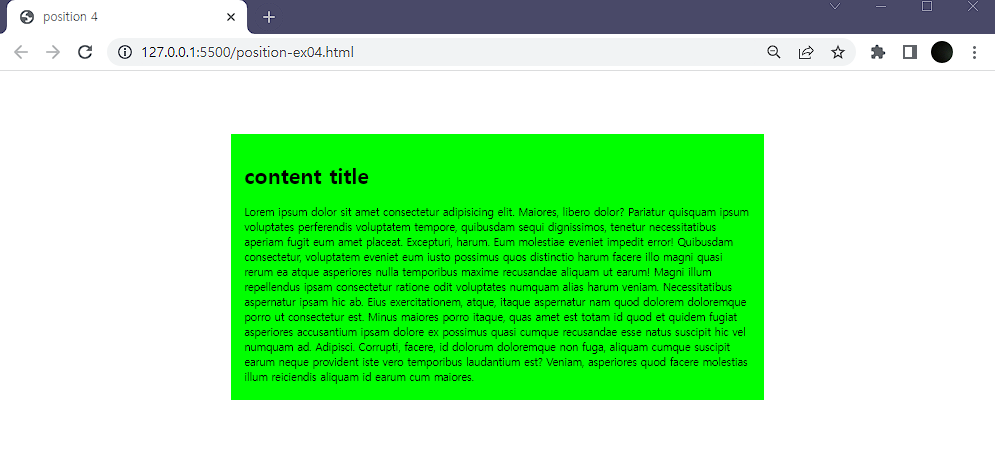 position 4
127.0.0.1:5500/position-ex04.html
content title
Lorem ipsum dolor sit amet consectetur adipisicing elit. Maiores, libero dolor? Pariatur quisquam ipsum
voluptates perferendis voluptatem tempore, quibusdam sequi dignissimos, tenetur necessitatibus
aperiam fugit eum amet placeat. Excepturi, harum. Eum molestiae eveniet impedit error! Quibusdam
consectetur, voluptatem eveniet eum iusto possimus quos distinctio harum facere illo magni quasi
rerum ea atque asperiores nulla temporibus maxime recusandae aliquam ut earum! Magni illum
repellendus ipsam consectetur ratione odit voluptates numquam alias harum veniam. Necessitatibus
aspernatur ipsam hic ab. Eius exercitationem, atque, itaque aspernatur nam quod dolorem doloremque
porro ut consectetur est. Minus maiores porro itaque, quas amet est totam id quod et quidem fugiat
asperiores accusantium ipsam dolore ex possimus quasi cumque recusandae esse natus suscipit hic vel
numquam ad. Adipisci. Corrupti, facere, id dolorum doloremque non fuga, aliquam cumque suscipit
earum neque provident iste vero temporibus laudantium est? Veniam, asperiores quod facere molestias
illum reiciendis aliquam id earum cum maiores.